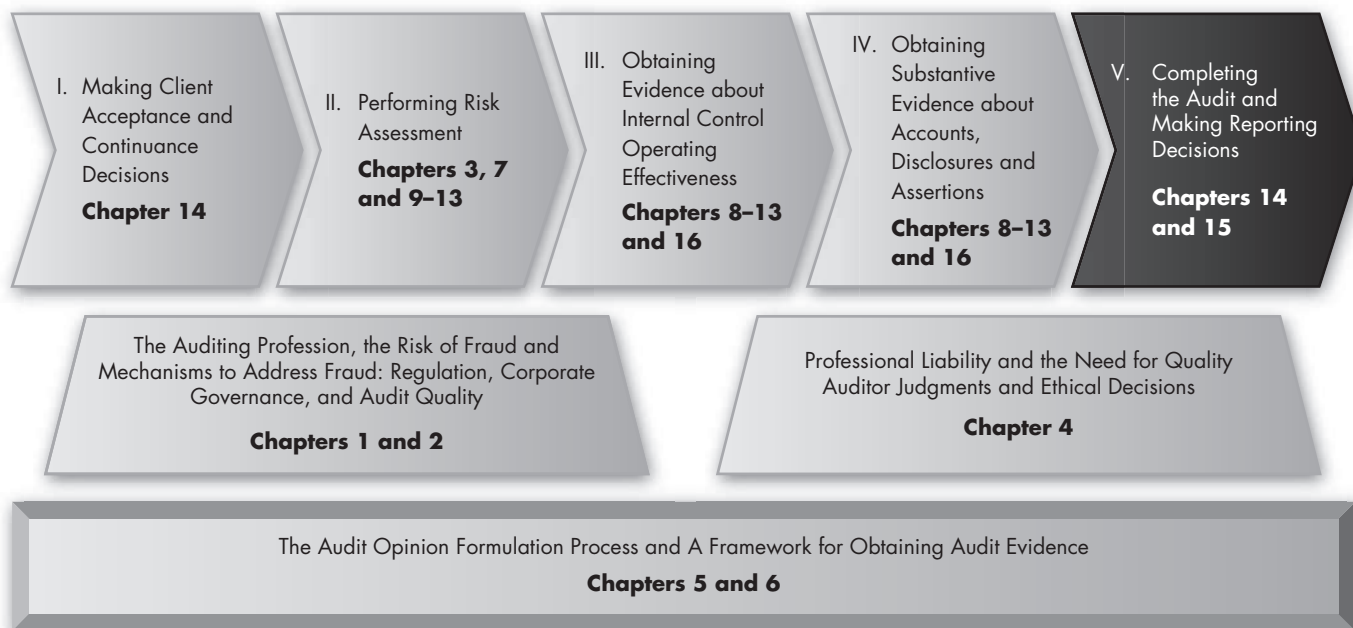 I. Making Client
Acceptance and
Continuance
Decisions
Chapter 14
II. Performing Risk
Assessment
Chapters 3, 7
and 9–13
III. Obtaining
Evidence about
Internal Control
Operating
Effectiveness
Chapters 8–13
and 16
IV. Obtaining
Substantive
Evidence about
Accounts,
Disclosures and
Assertions
Chapters 8–13
and 16
V. Completing
the Audit and
Making Reporting
Decisions
Chapters 14
and 15
The Auditing Profession, the Risk of Fraud and
Mechanisms to Address Fraud: Regulation, Corporate
Governance, and Audit Quality
Chapters 1 and 2
Professional Liability and the Need for Quality
Auditor Judgments and Ethical Decisions
Chapter 4
The Audit Opinion Formulation Process and A Framework for Obtaining Audit Evidence
Chapters 5 and 6